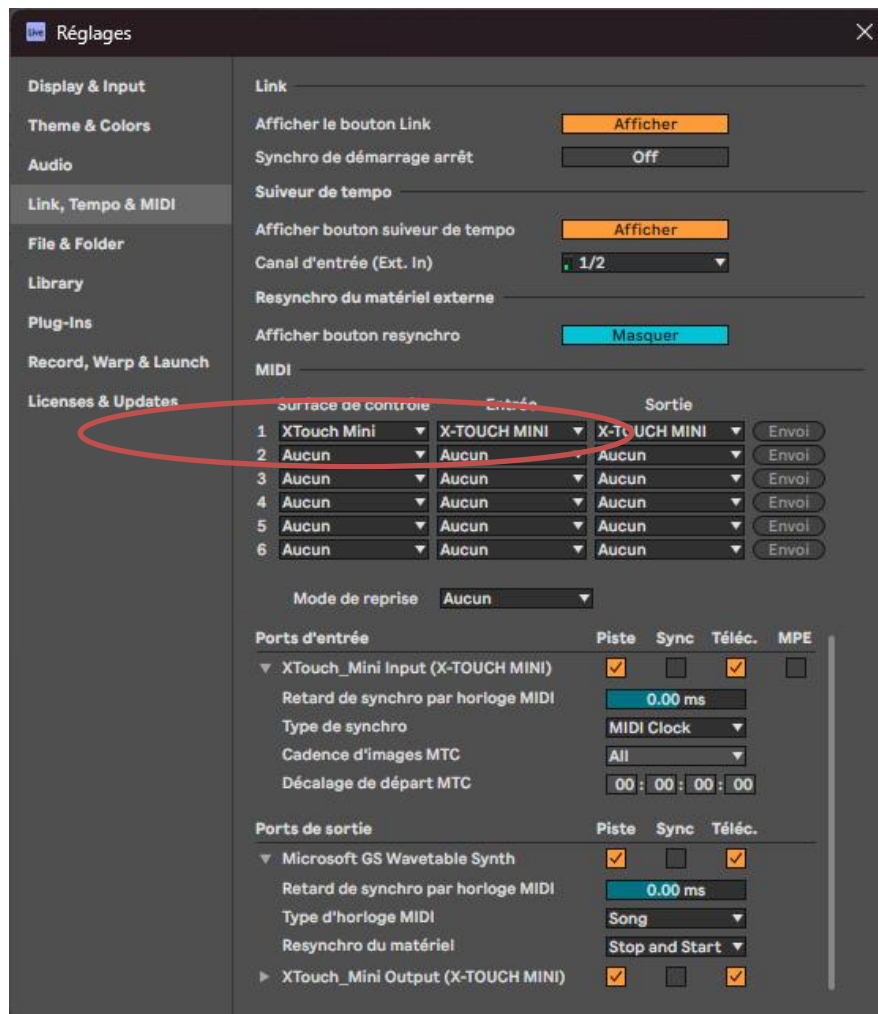 Live Réglages
Display & Input
Theme & Colors
Audio
Link, Tempo & MIDI
File & Folder
Library
Plug-Ins
Record, Warp & Launch
Licenses & Updates
Link
Afficher le bouton Link Afficher
Synchro de démarrage arrêt Off
Suiveur de tempo
Afficher bouton suiveur de tempo Afficher
Canal d'entrée (Ext. In) 1/2
Resynchro du matériel externe
Afficher bouton resynchro Masquer
MIDI
Surface de contrôle Entrée Sortie
1 XTouch Mini X-TOUCH MINI X-TOUCH MINI Envoi
2 Aucun Aucun Aucun Envoi
3 Aucun Aucun Aucun Envoi
4 Aucun Aucun Aucun Envoi
5 Aucun Aucun Aucun Envoi
6 Aucun Aucun Aucun Envoi
Mode de reprise Aucun
Ports d'entrée Piste Sync Téléc. MPE
XTouch_Mini Input (X-TOUCH MINI)
Retard de synchro par horloge MIDI 0.00 ms
Type de synchro MIDI Clock
Cadence d'images MTC All
Décalage de départ MTC 00 : 00 : 00 : 00
Ports de sortie Piste Sync Téléc.
Microsoft GS Wavetable Synth
Retard de synchro par horloge MIDI 0.00 ms
Type d'horloge MIDI Song
Resynchro du matériel Stop and Start
XTouch_Mini Output (X-TOUCH MINI)